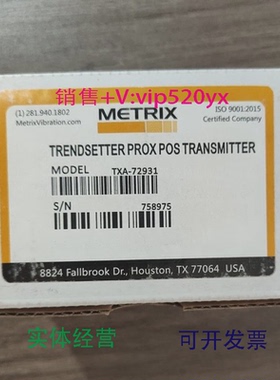 销售+V:vip520yx
(1) 281.940.1802
MetrixVibration.com
METRIX
ISO 9001:2015
Certified Company
TRENDSETTER PROX POS TRANSMITTER
MODEL TXA-72931
S/N 758975
8824 Fallbrook Dr., Houston, TX 77064 USA
实体经营
可开发票